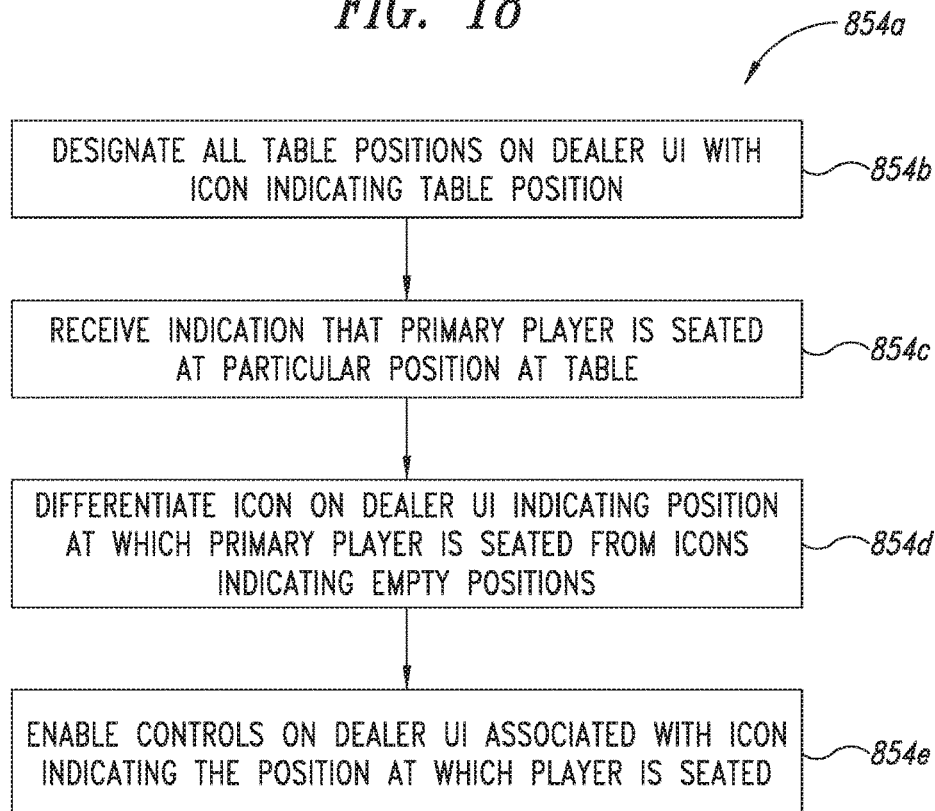 FIG. 18
854a
DESIGNATE ALL TABLE POSITIONS ON DEALER UI WITH
ICON INDICATING TABLE POSITION
854b
RECEIVE INDICATION THAT PRIMARY PLAYER IS SEATED
AT PARTICULAR POSITION AT TABLE
854c
DIFFERENTIATE ICON ON DEALER UI INDICATING POSITION
AT WHICH PRIMARY PLAYER IS SEATED FROM ICONS
INDICATING EMPTY POSITIONS
854d
ENABLE CONTROLS ON DEALER UI ASSOCIATED WITH ICON
INDICATING THE POSITION AT WHICH PLAYER IS SEATED
854e